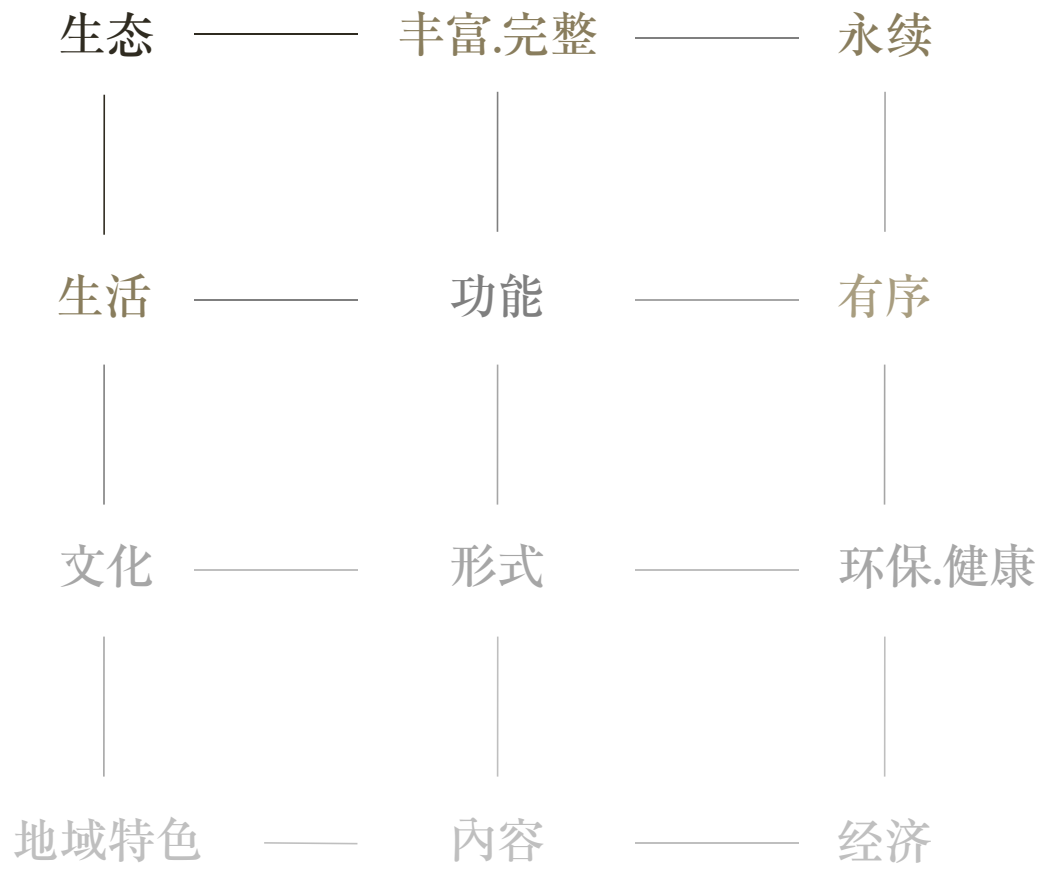 生态 丰富.完整 永续
生活 功能 有序
文化 形式 环保.健康
地域特色 內容 经济